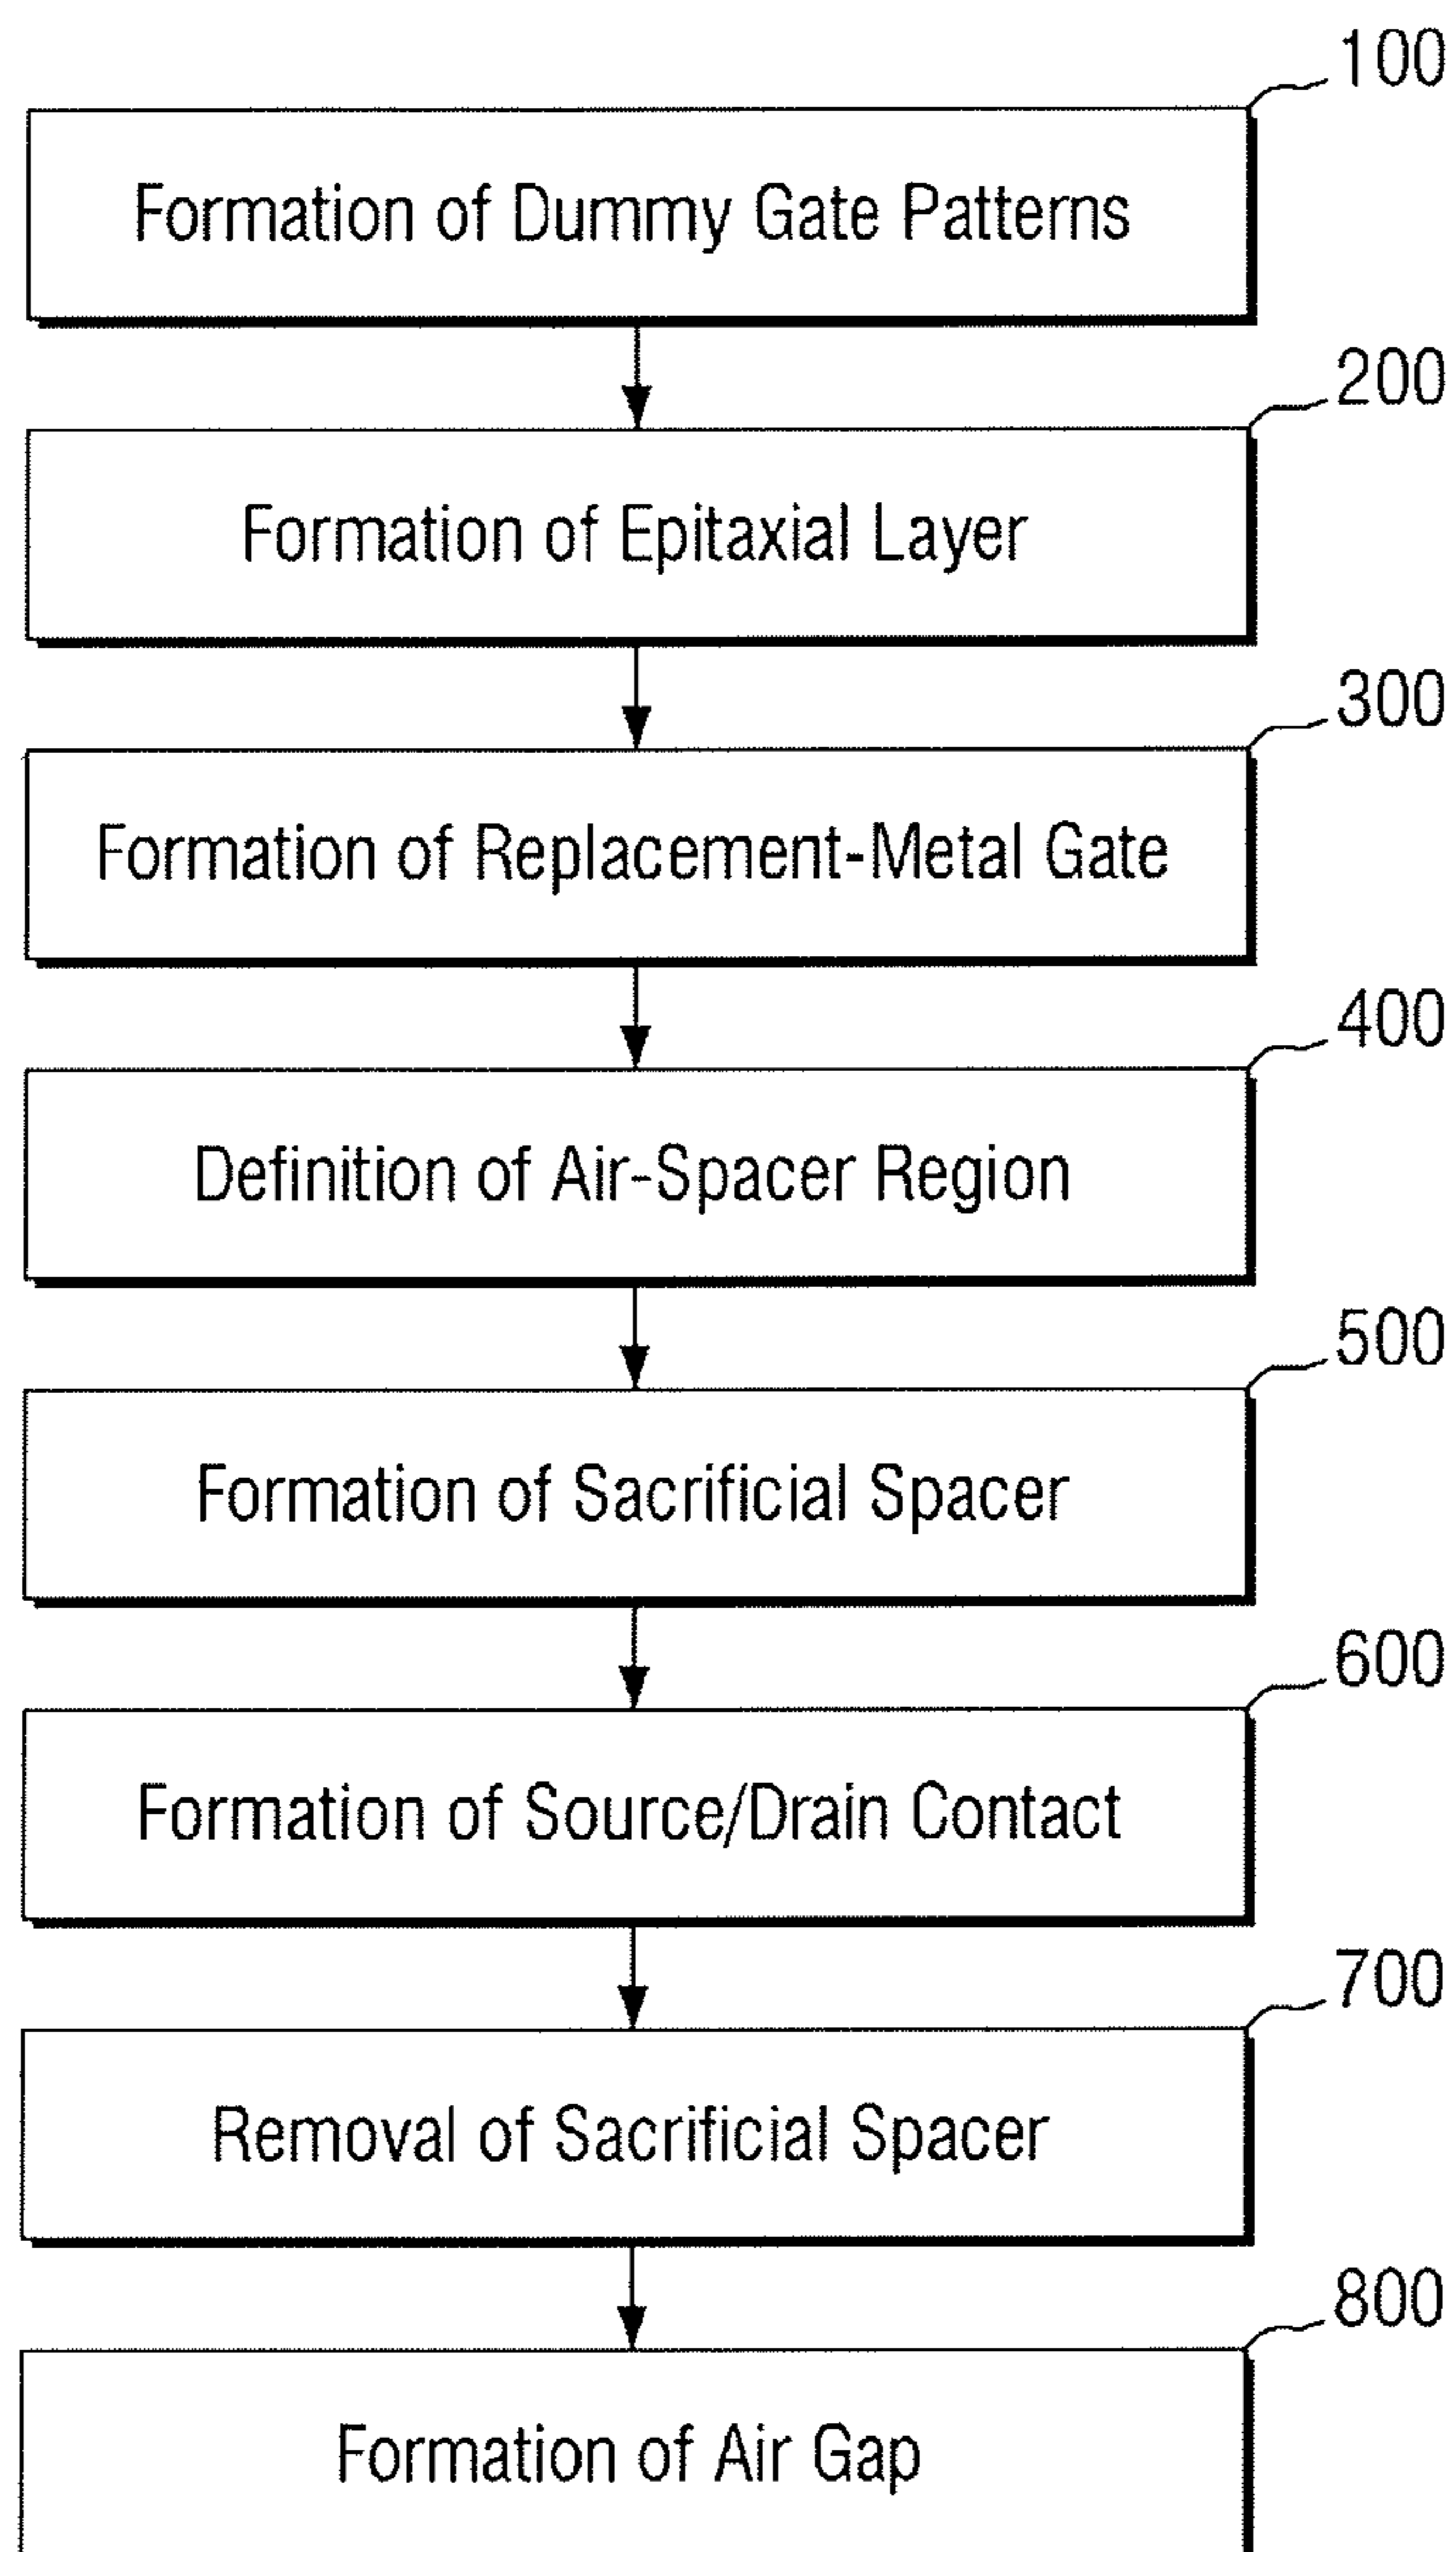 100
Formation of Dummy Gate Patterns
200
Formation of Epitaxial Layer
300
Formation of Replacement-Metal Gate
400
Definition of Air-Spacer Region
500
Formation of Sacrificial Spacer
600
Formation of Source/Drain Contact
700
Removal of Sacrificial Spacer
800
Formation of Air Gap